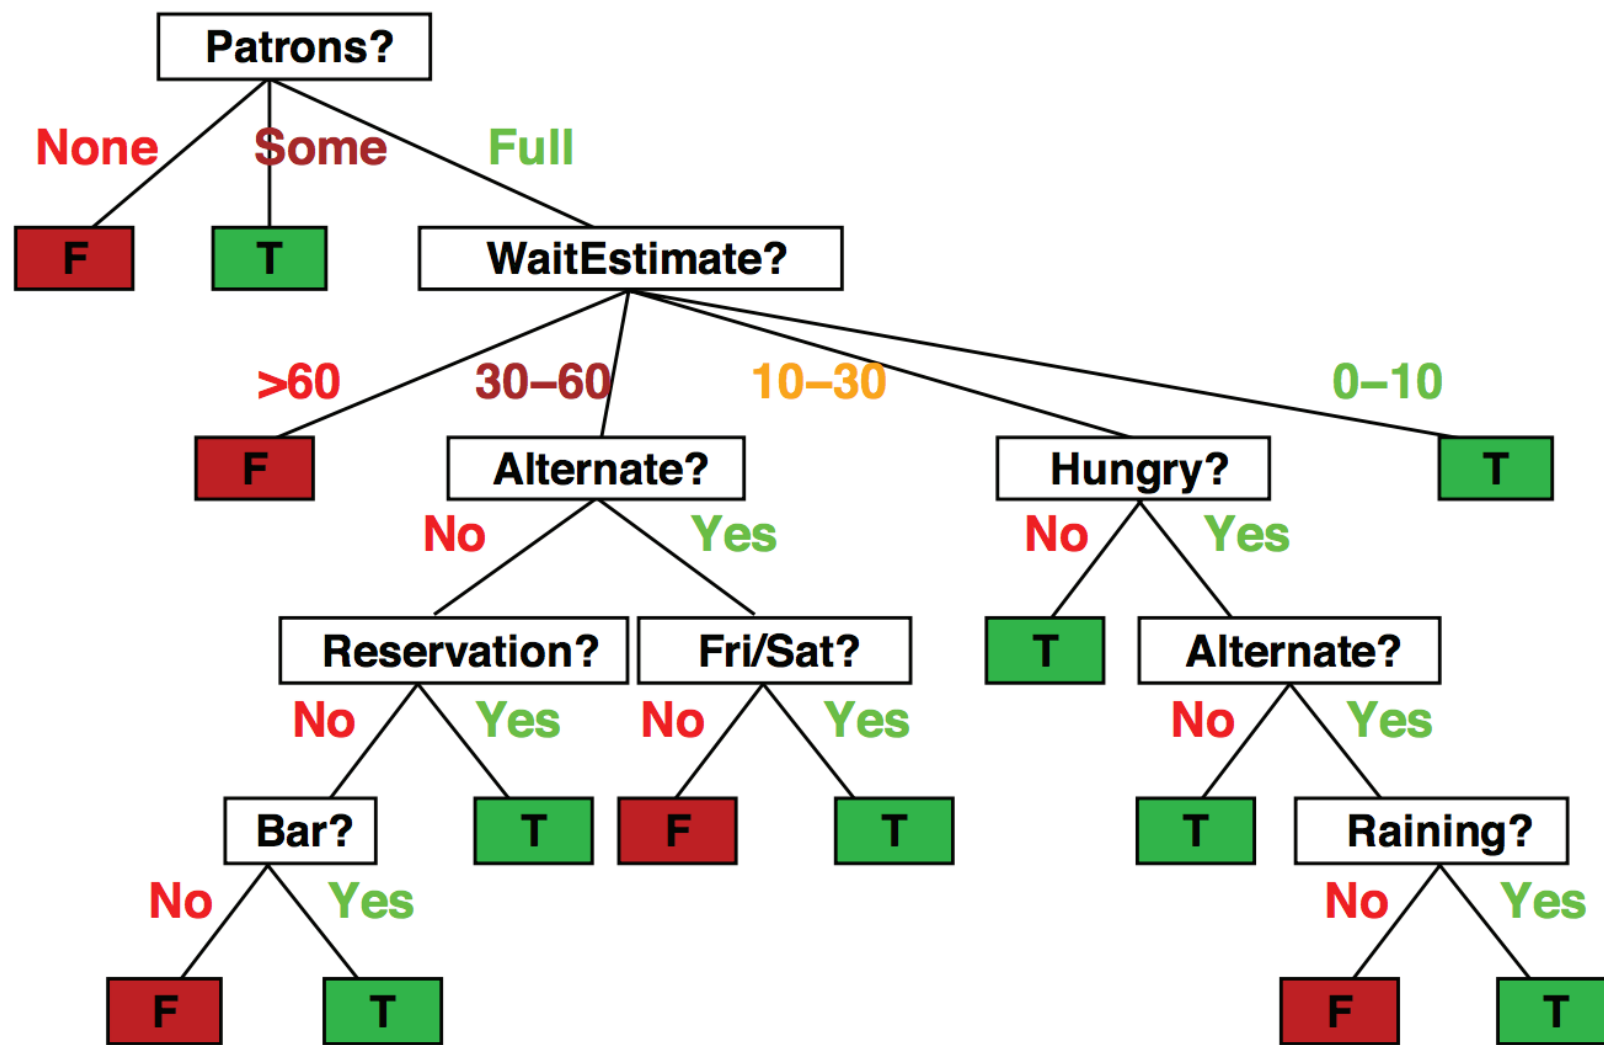 Patrons?
None Some Full
F T WaitEstimate?
>60 30–60 10–30 0–10
F Alternate? Hungry? T
No Yes No Yes
Reservation? Fri/Sat? T Alternate?
No Yes No Yes No Yes
Bar? T F T T Raining?
No Yes No Yes
F T F T